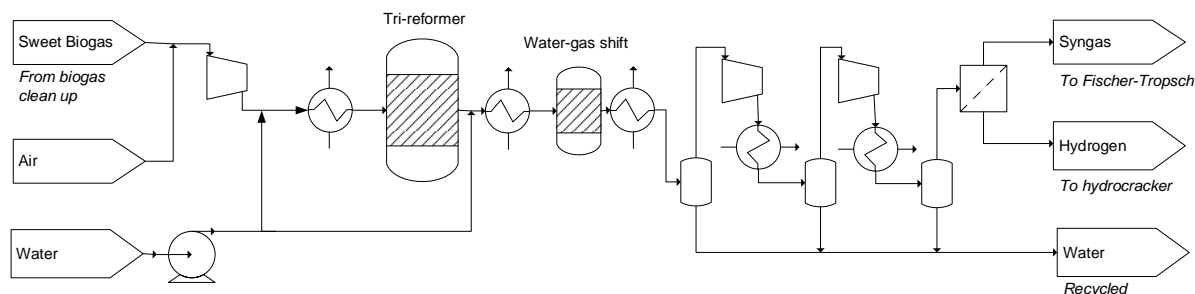 Tri-reformer
Water-gas shift
Sweet Biogas
From biogas
clean up
Air
Water
Syngas
To Fischer-Tropsch
Hydrogen
To hydrocracker
Water
Recycled